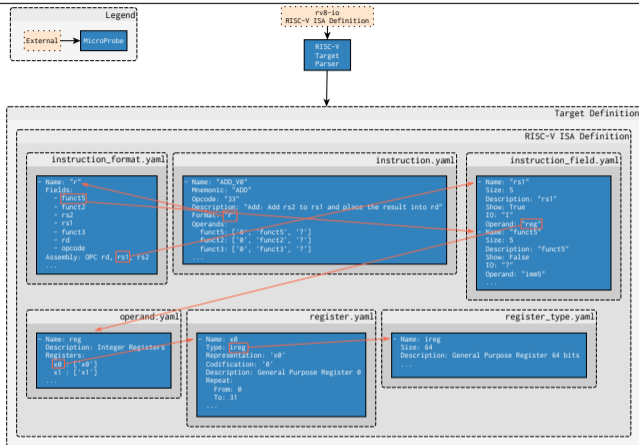 Legend
External
MicroProbe
rv8-io
RISC-V ISA Definition
RISC-V
Target
Parser
Target Definition
RISC-V ISA Definition
instruction_format.yaml
- Name: "r"
Fields:
- funct5
- funct2
- rs2
- rs1
- funct3
- rd
- opcode
Assembly: OPC rd, rs1, rs2
...
instruction.yaml
- Name: "ADD_V0"
Mnemonic: "ADD"
Opcode: "33"
Description: "Add: Add rs2 to rs1 and place the result into rd"
Format: "r"
Operands:
funct5: ['0', 'funct5', '?']
funct2: ['0', 'funct2', '?']
funct3: ['0', 'funct3', '?']
...
instruction_field.yaml
- Name: "rs1"
Size: 5
Description: "rs1"
Show: True
IO: "I"
Operand: "reg"
- Name: "funct5"
Size: 5
Description: "funct5"
Show: False
IO: "?"
Operand: "imm5"
...
operand.yaml
- Name: reg
Description: Integer Registers
Registers:
x0 : ['x0']
x1 : ['x1']
...
register.yaml
- Name: x0
Type: ireg
Representation: 'x0'
Codification: '0'
Description: General Purpose Register 0
Repeat:
From: 0
To: 31
...
register_type.yaml
- Name: ireg
Size: 64
Description: General Purpose Register 64 bits
...